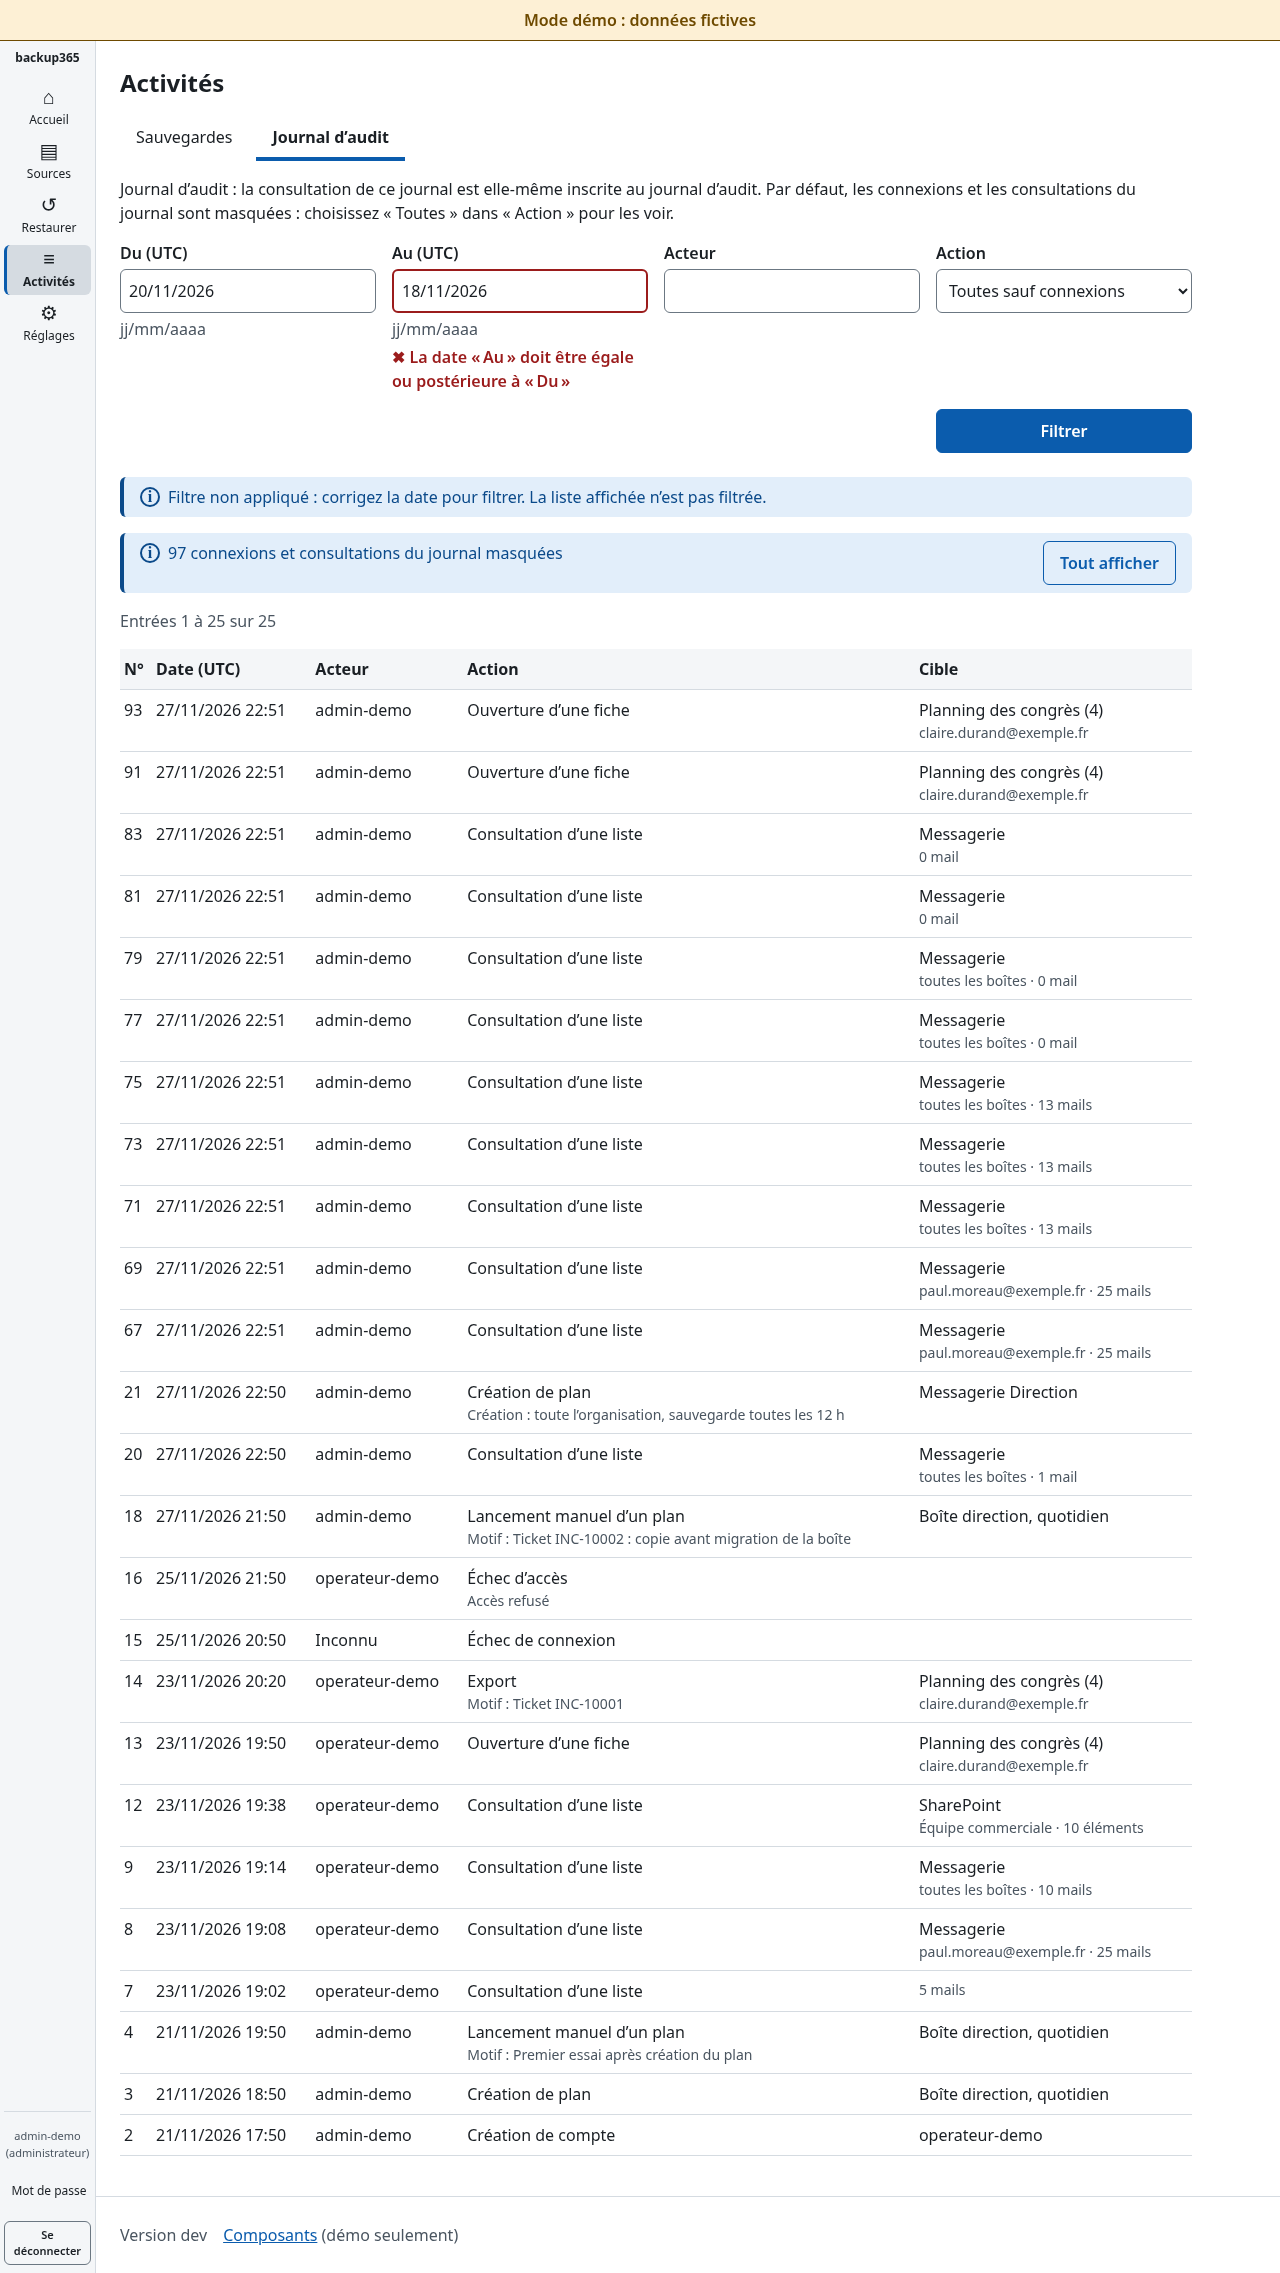 Mode démo : données fictives
backup365
Accueil
Sources
Restaurer
Activités
Réglages
Activités
Sauvegardes
Journal d’audit
Journal d’audit : la consultation de ce journal est elle-même inscrite au journal d’audit. Par défaut, les connexions et les consultations du
journal sont masquées : choisissez « Toutes » dans « Action » pour les voir.
Du (UTC)
20/11/2026
jj/mm/aaaa
Au (UTC)
18/11/2026
jj/mm/aaaa
✖ La date « Au » doit être égale
ou postérieure à « Du »
Acteur
Action
Toutes sauf connexions
Filtrer
Filtre non appliqué : corrigez la date pour filtrer. La liste affichée n’est pas filtrée.
97 connexions et consultations du journal masquées
Tout afficher
Entrées 1 à 25 sur 25
N° Date (UTC) Acteur Action Cible
93 27/11/2026 22:51 admin-demo Ouverture d’une fiche Planning des congrès (4)
claire.durand@exemple.fr
91 27/11/2026 22:51 admin-demo Ouverture d’une fiche Planning des congrès (4)
claire.durand@exemple.fr
83 27/11/2026 22:51 admin-demo Consultation d’une liste Messagerie
0 mail
81 27/11/2026 22:51 admin-demo Consultation d’une liste Messagerie
0 mail
79 27/11/2026 22:51 admin-demo Consultation d’une liste Messagerie
toutes les boîtes · 0 mail
77 27/11/2026 22:51 admin-demo Consultation d’une liste Messagerie
toutes les boîtes · 0 mail
75 27/11/2026 22:51 admin-demo Consultation d’une liste Messagerie
toutes les boîtes · 13 mails
73 27/11/2026 22:51 admin-demo Consultation d’une liste Messagerie
toutes les boîtes · 13 mails
71 27/11/2026 22:51 admin-demo Consultation d’une liste Messagerie
toutes les boîtes · 13 mails
69 27/11/2026 22:51 admin-demo Consultation d’une liste Messagerie
paul.moreau@exemple.fr · 25 mails
67 27/11/2026 22:51 admin-demo Consultation d’une liste Messagerie
paul.moreau@exemple.fr · 25 mails
21 27/11/2026 22:50 admin-demo Création de plan Messagerie Direction
Création : toute l’organisation, sauvegarde toutes les 12 h
20 27/11/2026 22:50 admin-demo Consultation d’une liste Messagerie
toutes les boîtes · 1 mail
18 27/11/2026 21:50 admin-demo Lancement manuel d’un plan Boîte direction, quotidien
Motif : Ticket INC-10002 : copie avant migration de la boîte
16 25/11/2026 21:50 operateur-demo Échec d’accès
Accès refusé
15 25/11/2026 20:50 Inconnu Échec de connexion
14 23/11/2026 20:20 operateur-demo Export Planning des congrès (4)
Motif : Ticket INC-10001 claire.durand@exemple.fr
13 23/11/2026 19:50 operateur-demo Ouverture d’une fiche Planning des congrès (4)
claire.durand@exemple.fr
12 23/11/2026 19:38 operateur-demo Consultation d’une liste SharePoint
Équipe commerciale · 10 éléments
9 23/11/2026 19:14 operateur-demo Consultation d’une liste Messagerie
toutes les boîtes · 10 mails
8 23/11/2026 19:08 operateur-demo Consultation d’une liste Messagerie
paul.moreau@exemple.fr · 25 mails
7 23/11/2026 19:02 operateur-demo Consultation d’une liste 5 mails
4 21/11/2026 19:50 admin-demo Lancement manuel d’un plan Boîte direction, quotidien
Motif : Premier essai après création du plan
3 21/11/2026 18:50 admin-demo Création de plan Boîte direction, quotidien
2 21/11/2026 17:50 admin-demo Création de compte operateur-demo
admin-demo
(administrateur)
Mot de passe
Se
déconnecter
Version dev Composants (démo seulement)